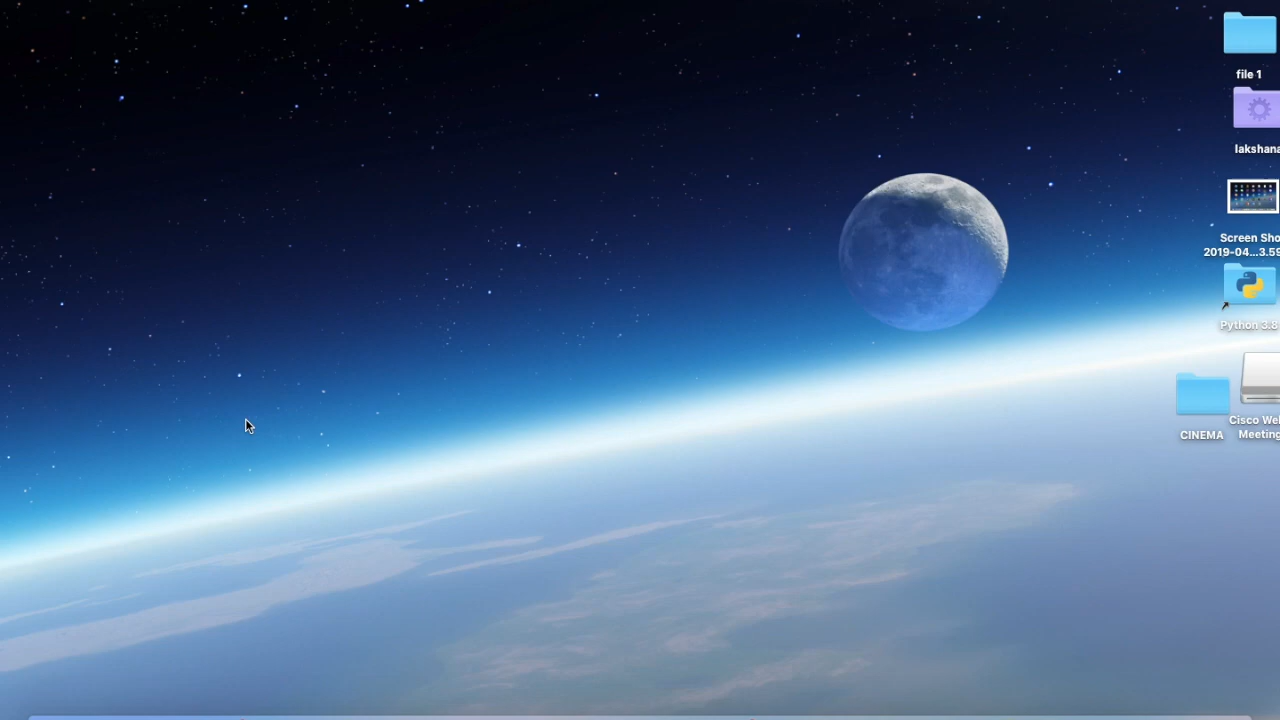 file 1
lakshana
Screen Sho
2019-04...3.59
Python 3.8
CINEMA
Cisco We
Meeting